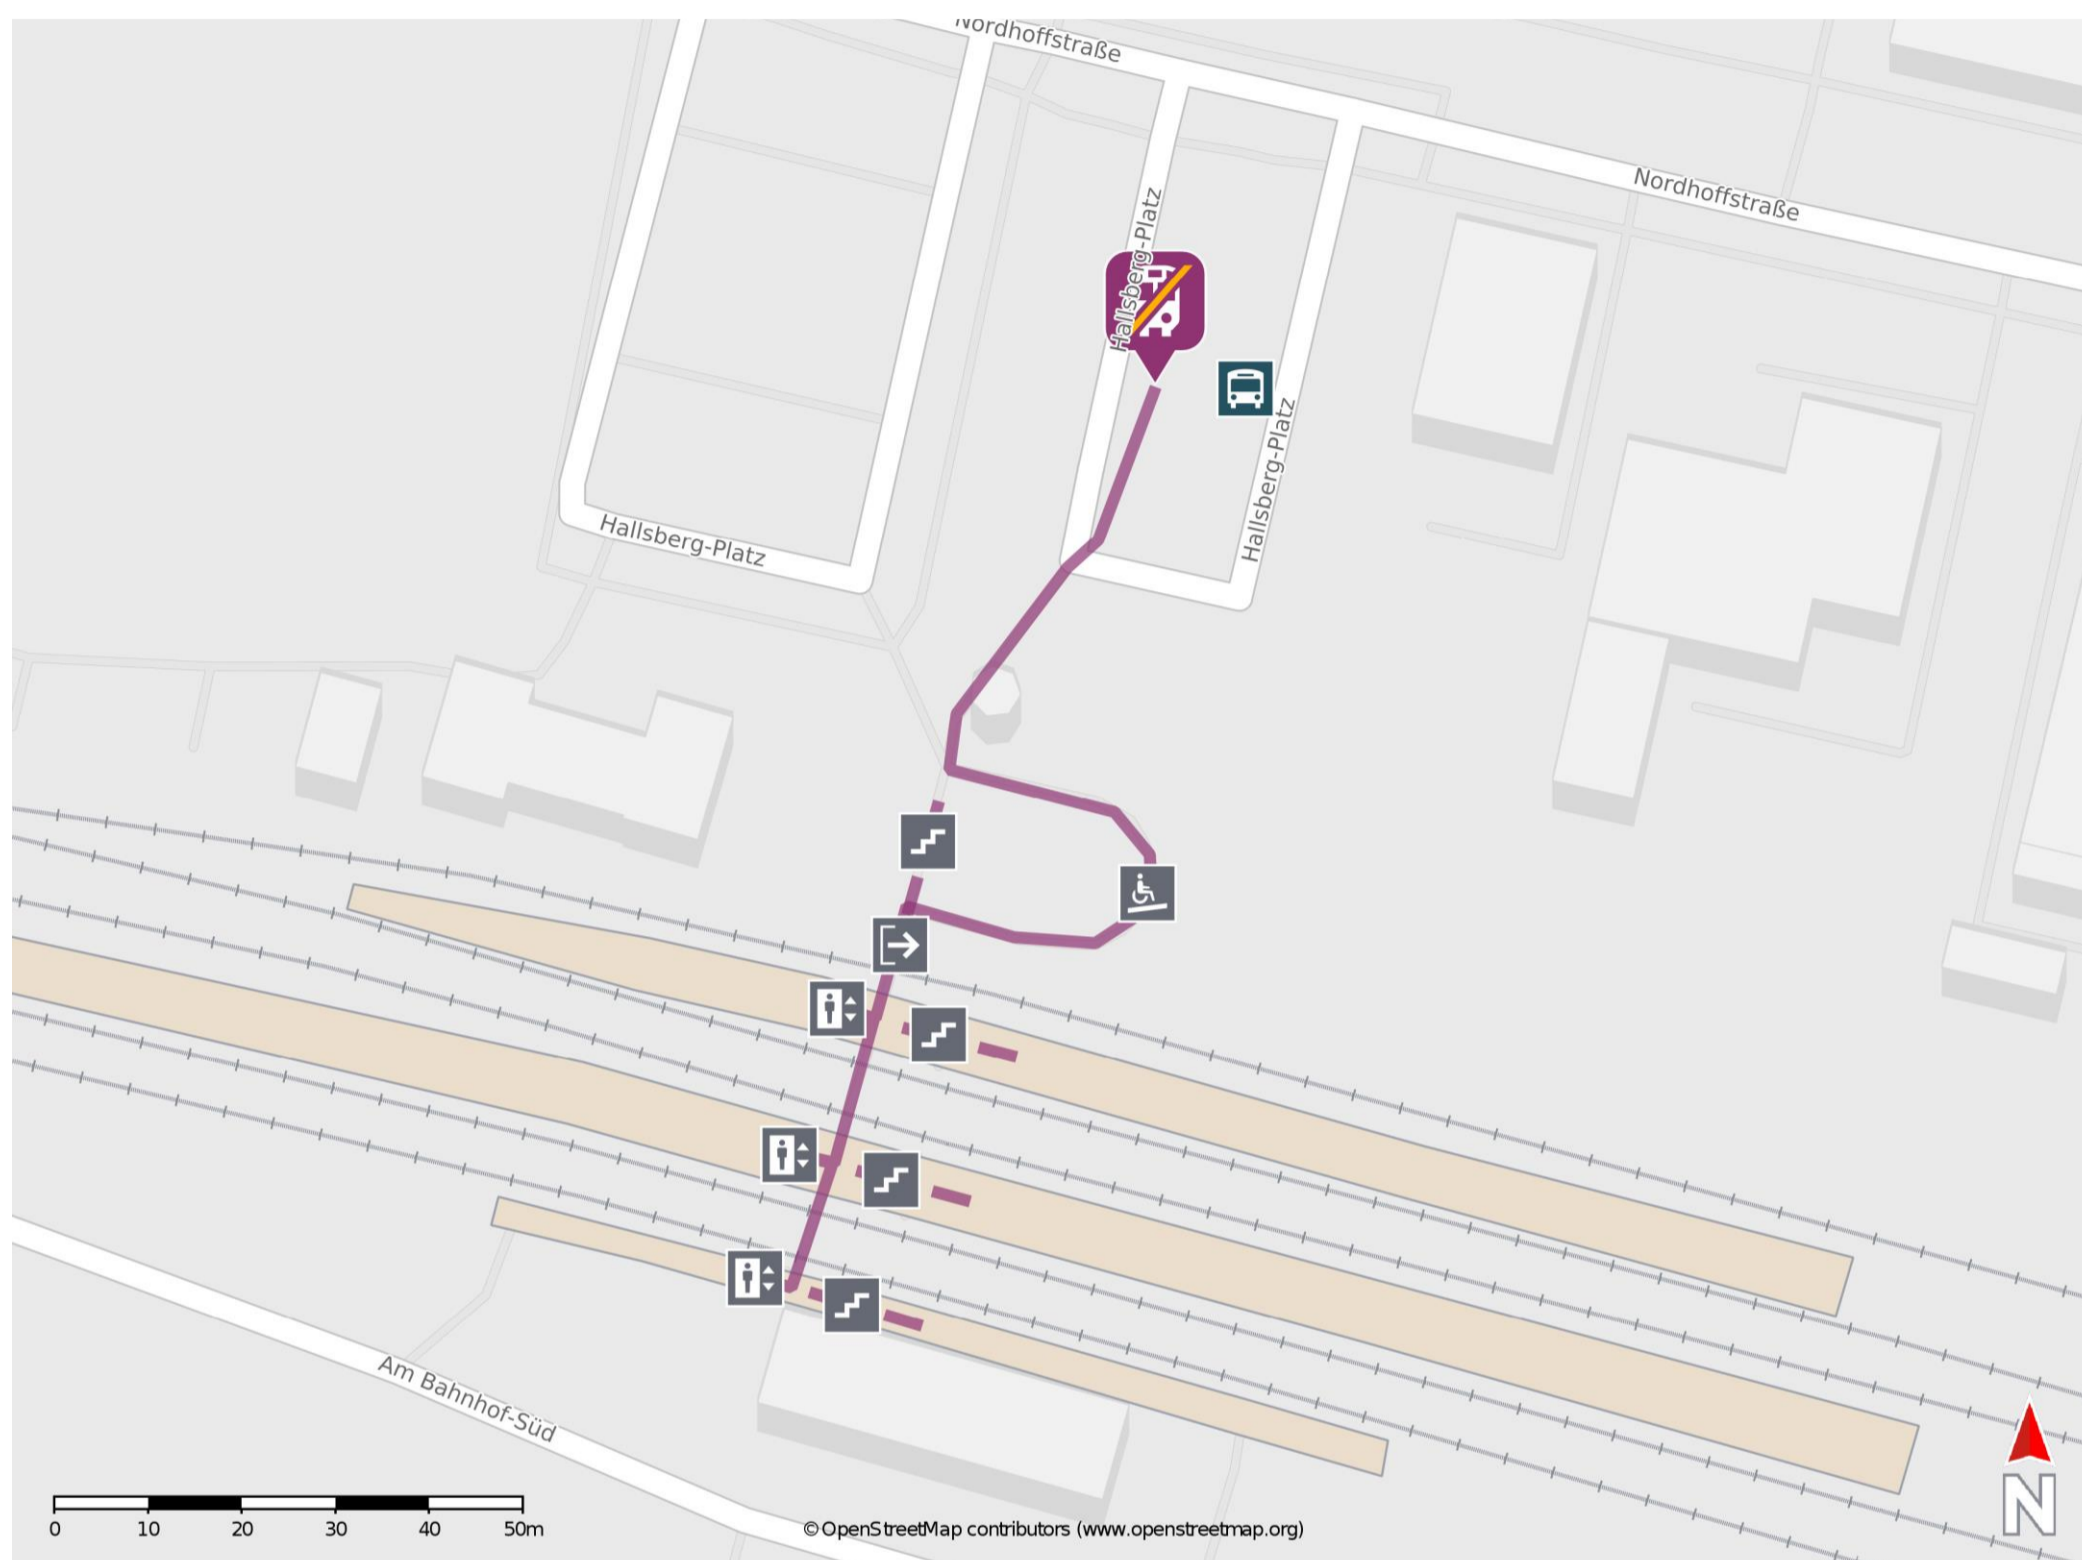 Nordhoffstraße
Nordhoffstraße
Hallsberg-Platz
Hallsberg-Platz
Hallsberg-Platz
Am Bahnhof-Süd
0 10 20 30 40 50m
© OpenStreetMap contributors (www.openstreetmap.org)
N